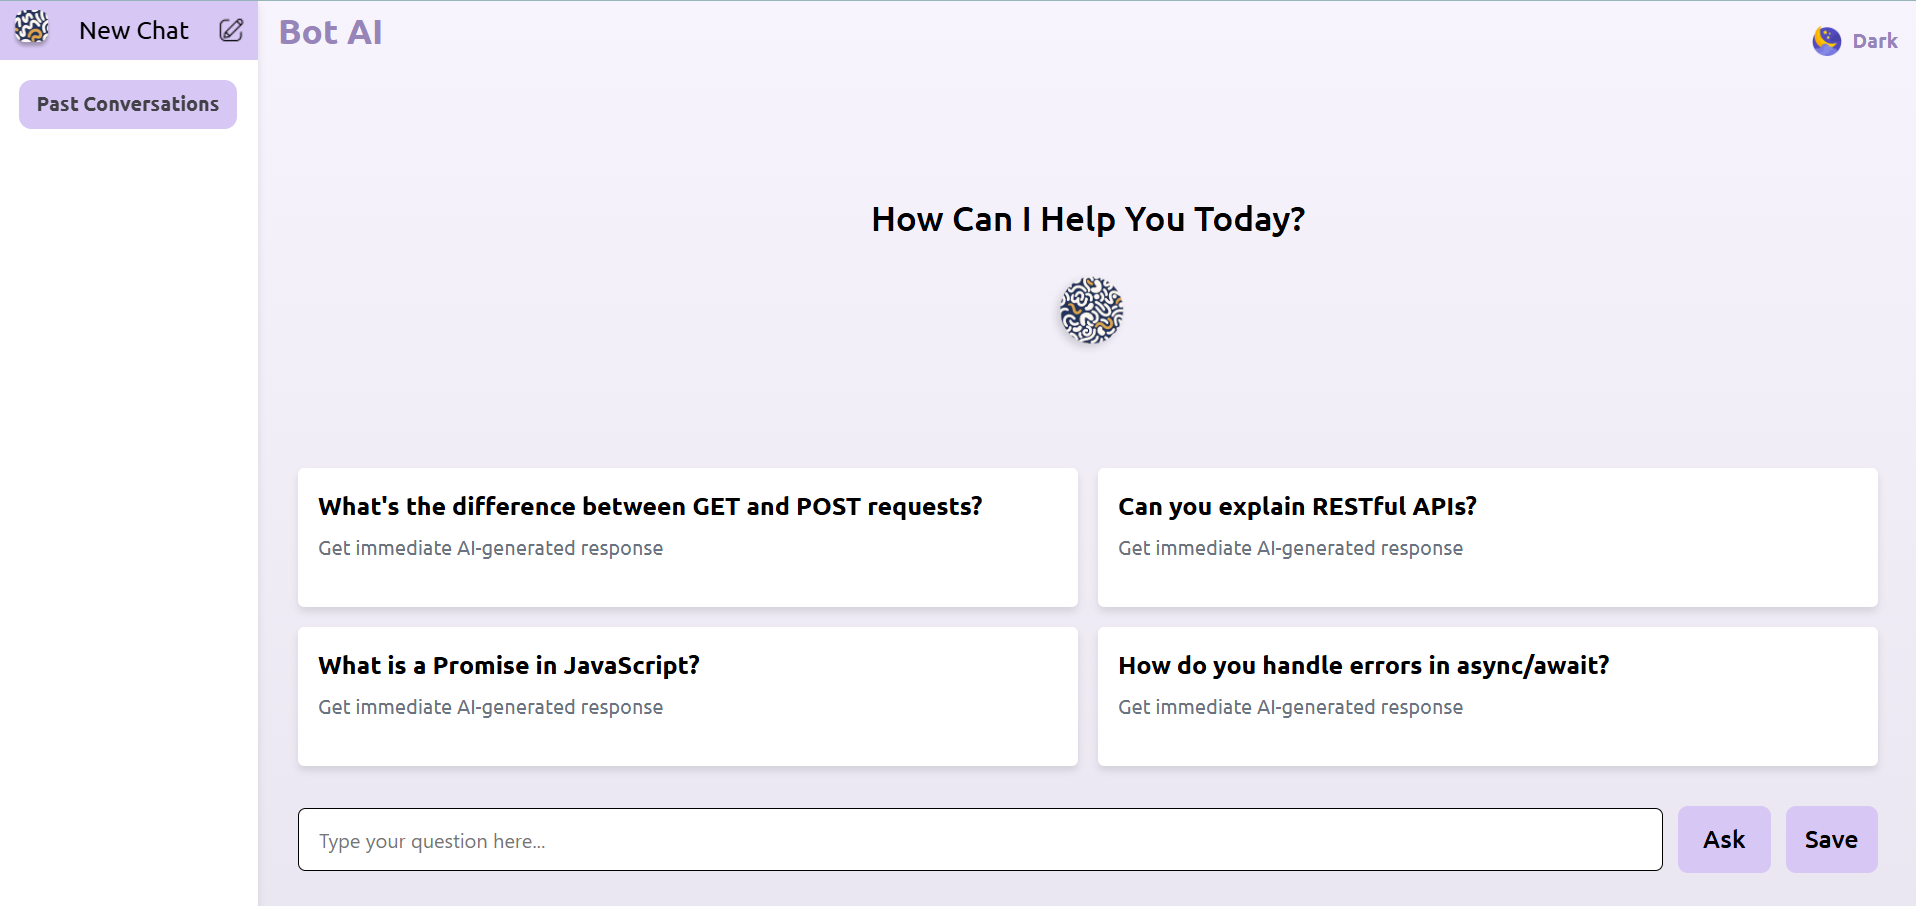 New Chat
Past Conversations
Bot AI
Dark
How Can I Help You Today?
What's the difference between GET and POST requests?
Get immediate AI-generated response
Can you explain RESTful APIs?
Get immediate AI-generated response
What is a Promise in JavaScript?
Get immediate AI-generated response
How do you handle errors in async/await?
Get immediate AI-generated response
Type your question here...
Ask
Save